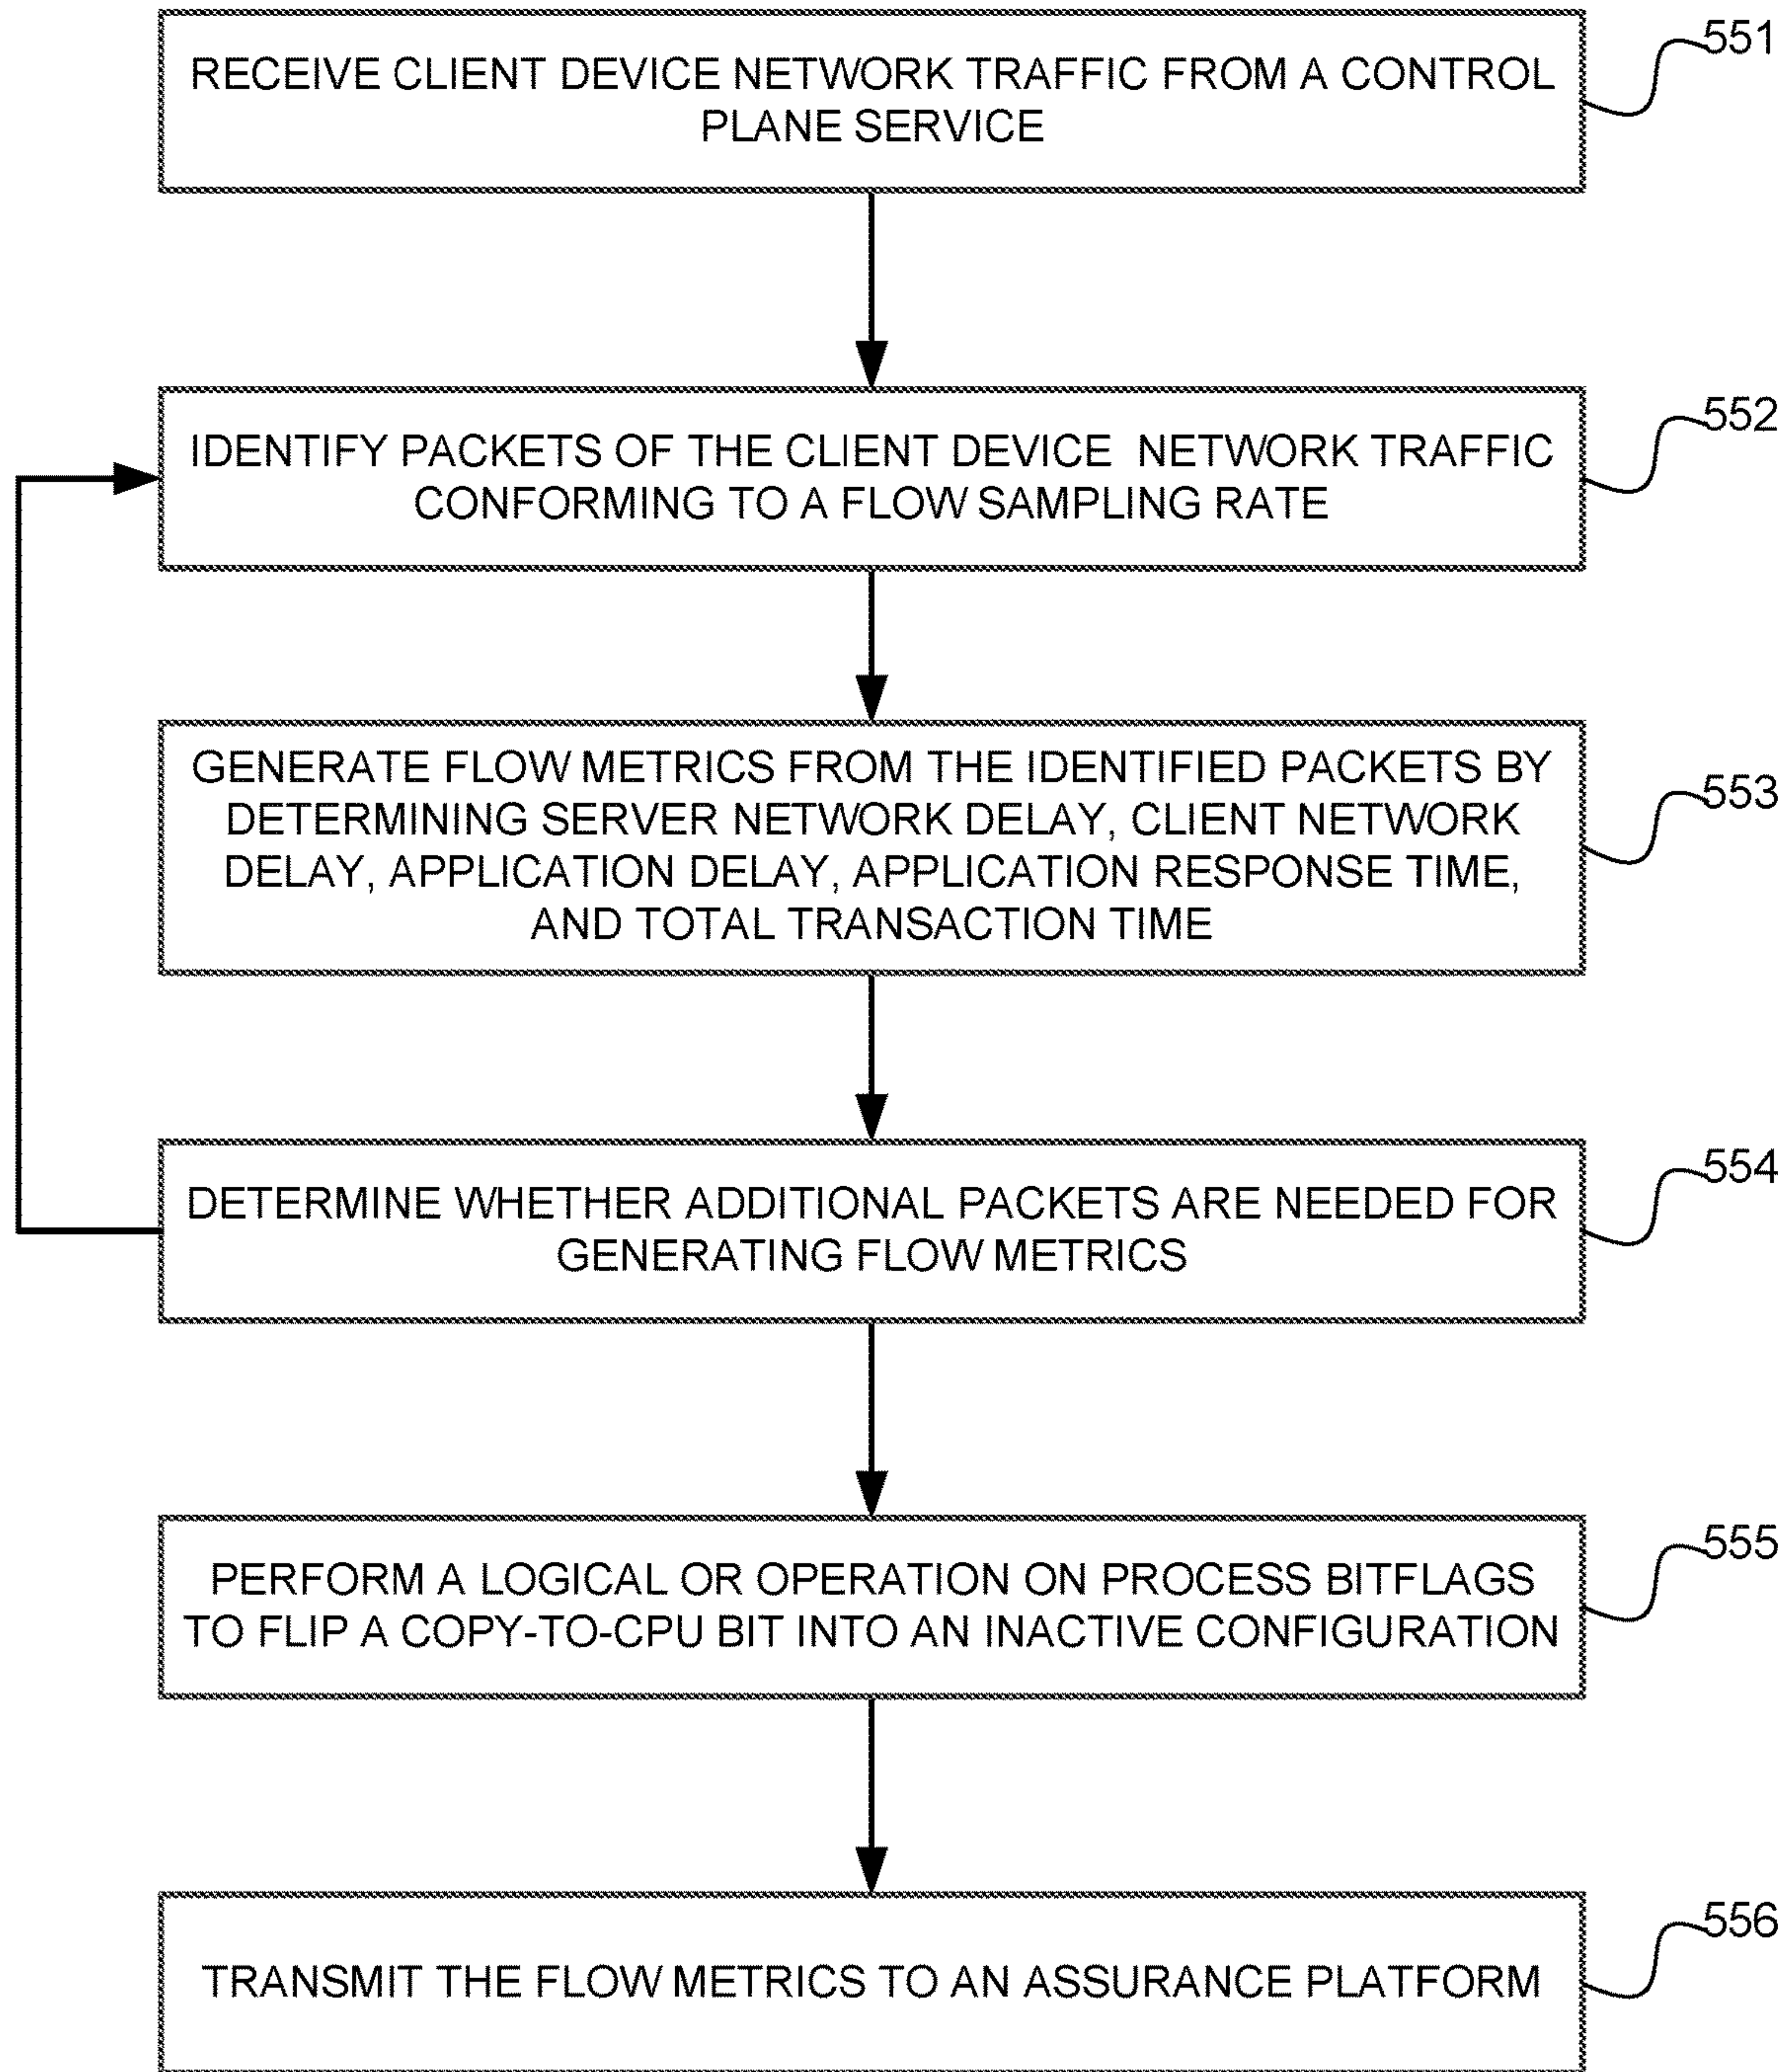 RECEIVE CLIENT DEVICE NETWORK TRAFFIC FROM A CONTROL
PLANE SERVICE
551
IDENTIFY PACKETS OF THE CLIENT DEVICE NETWORK TRAFFIC
CONFORMING TO A FLOW SAMPLING RATE
552
GENERATE FLOW METRICS FROM THE IDENTIFIED PACKETS BY
DETERMINING SERVER NETWORK DELAY, CLIENT NETWORK
DELAY, APPLICATION DELAY, APPLICATION RESPONSE TIME,
AND TOTAL TRANSACTION TIME
553
DETERMINE WHETHER ADDITIONAL PACKETS ARE NEEDED FOR
GENERATING FLOW METRICS
554
PERFORM A LOGICAL OR OPERATION ON PROCESS BITFLAGS
TO FLIP A COPY-TO-CPU BIT INTO AN INACTIVE CONFIGURATION
555
TRANSMIT THE FLOW METRICS TO AN ASSURANCE PLATFORM
556